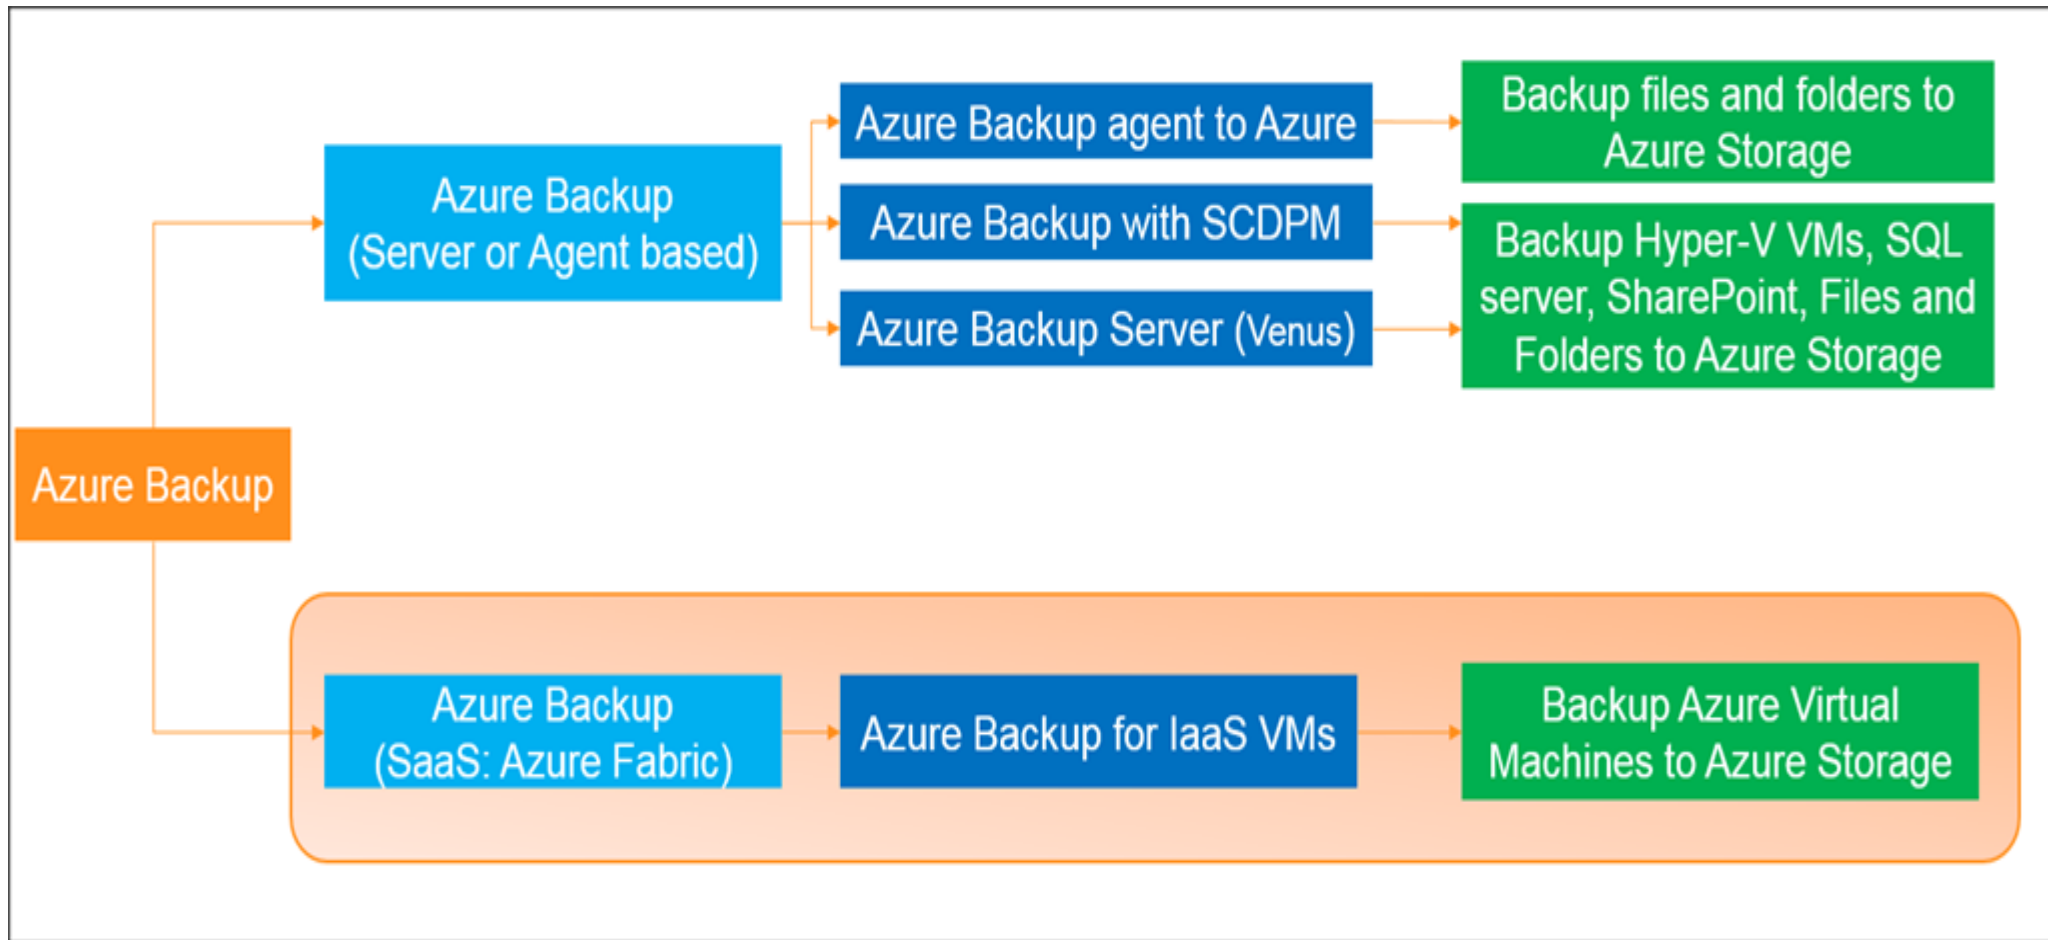 Azure Backup agent to Azure
Backup files and folders to
Azure Storage
Azure Backup
(Server or Agent based)
Azure Backup with SCDPM
Backup Hyper-V VMs, SQL
server, SharePoint, Files and
Folders to Azure Storage
Azure Backup Server (Venus)
Azure Backup
Azure Backup
(SaaS: Azure Fabric)
Azure Backup for IaaS VMs
Backup Azure Virtual
Machines to Azure Storage